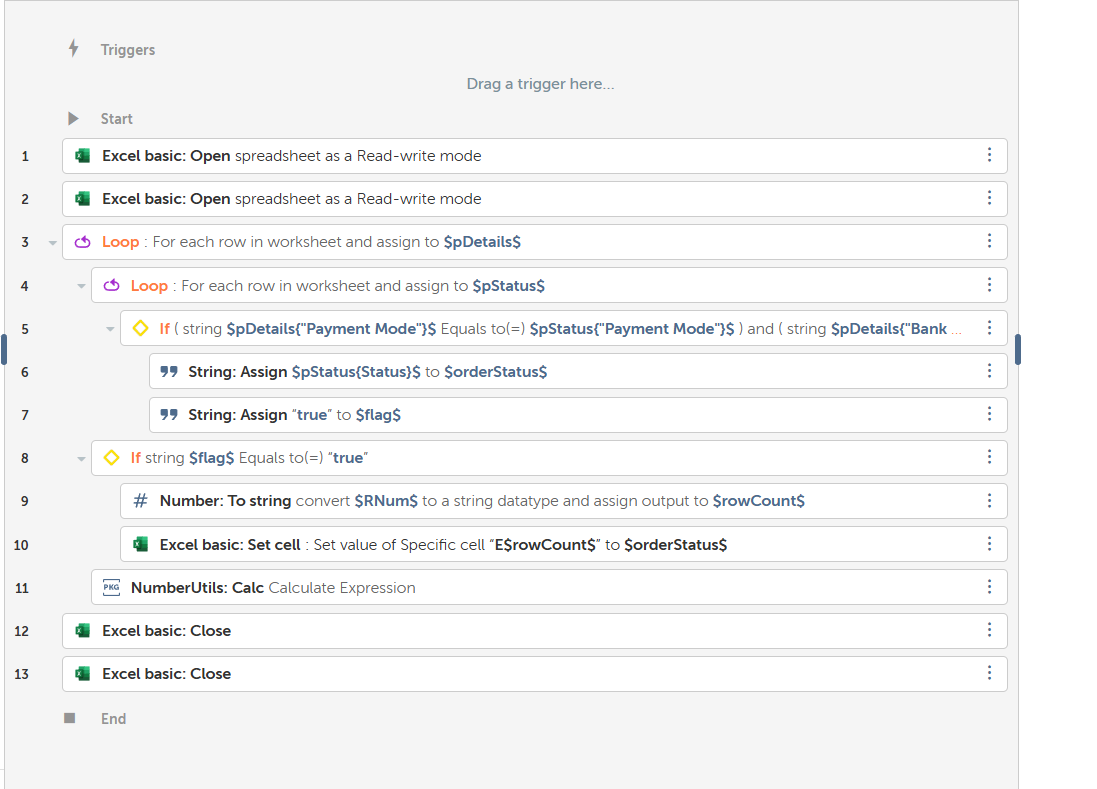 Triggers
Drag a trigger here...
Start
1 Excel basic: Open spreadsheet as a Read-write mode
2 Excel basic: Open spreadsheet as a Read-write mode
3 Loop : For each row in worksheet and assign to $pDetails$
4 Loop : For each row in worksheet and assign to $pStatus$
5 If ( string $pDetails{"Payment Mode"}$ Equals to(=) $pStatus{"Payment Mode"}$ ) and ( string $pDetails{"Bank ...
6 String: Assign $pStatus{Status}$ to $orderStatus$
7 String: Assign “true” to $flag$
8 If string $flag$ Equals to(=) “true”
9 # Number: To string convert $RNum$ to a string datatype and assign output to $rowCount$
10 Excel basic: Set cell : Set value of Specific cell “E$rowCount$” to $orderStatus$
11 PKG NumberUtils: Calc Calculate Expression
12 Excel basic: Close
13 Excel basic: Close
End